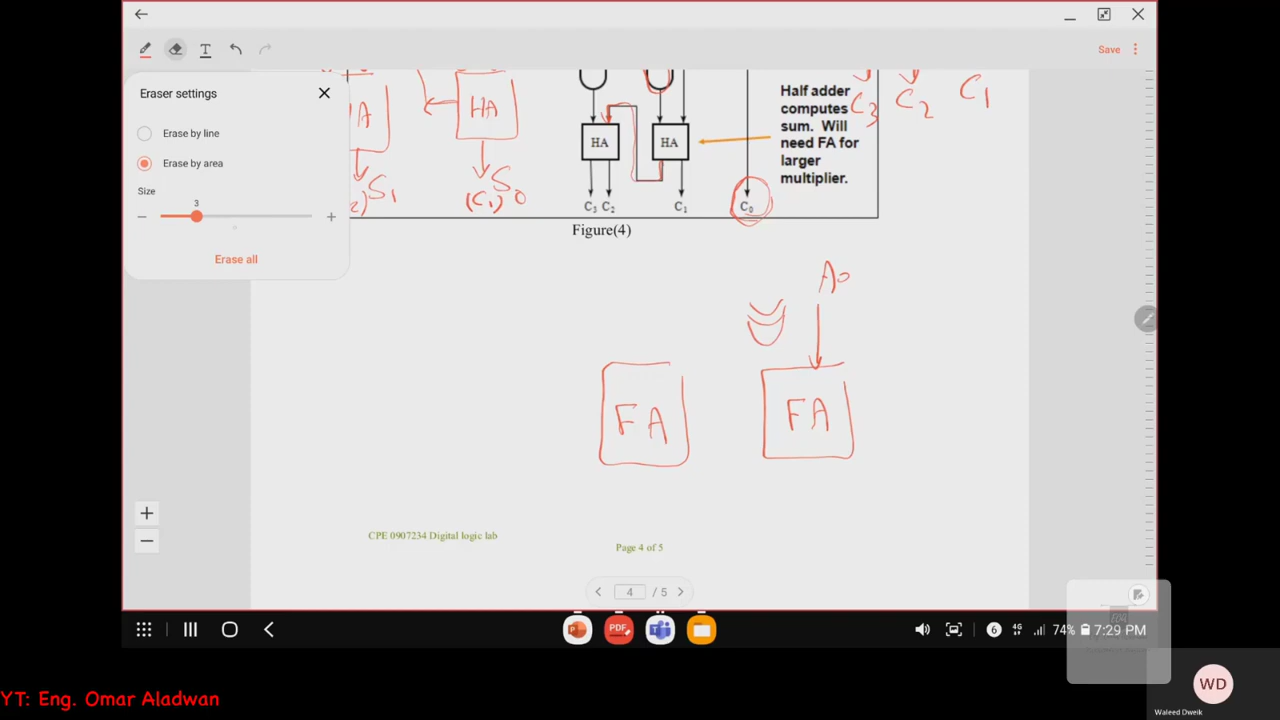 Save
Eraser settings
Erase by line
Erase by area
Size
3
Erase all
HA
S1
HA
S0
(C1)
HA
HA
C3 C2
C1
C0
Half adder
computes
sum. Will
need FA for
larger
multiplier.
C3
C2
C1
Figure(4)
A0
FA
FA
CPE 0907234 Digital logic lab
Page 4 of 5
4 / 5
PDF
6
4G
74%
7:29 PM
YT: Eng. Omar Aladwan
WD
Waleed Dweik